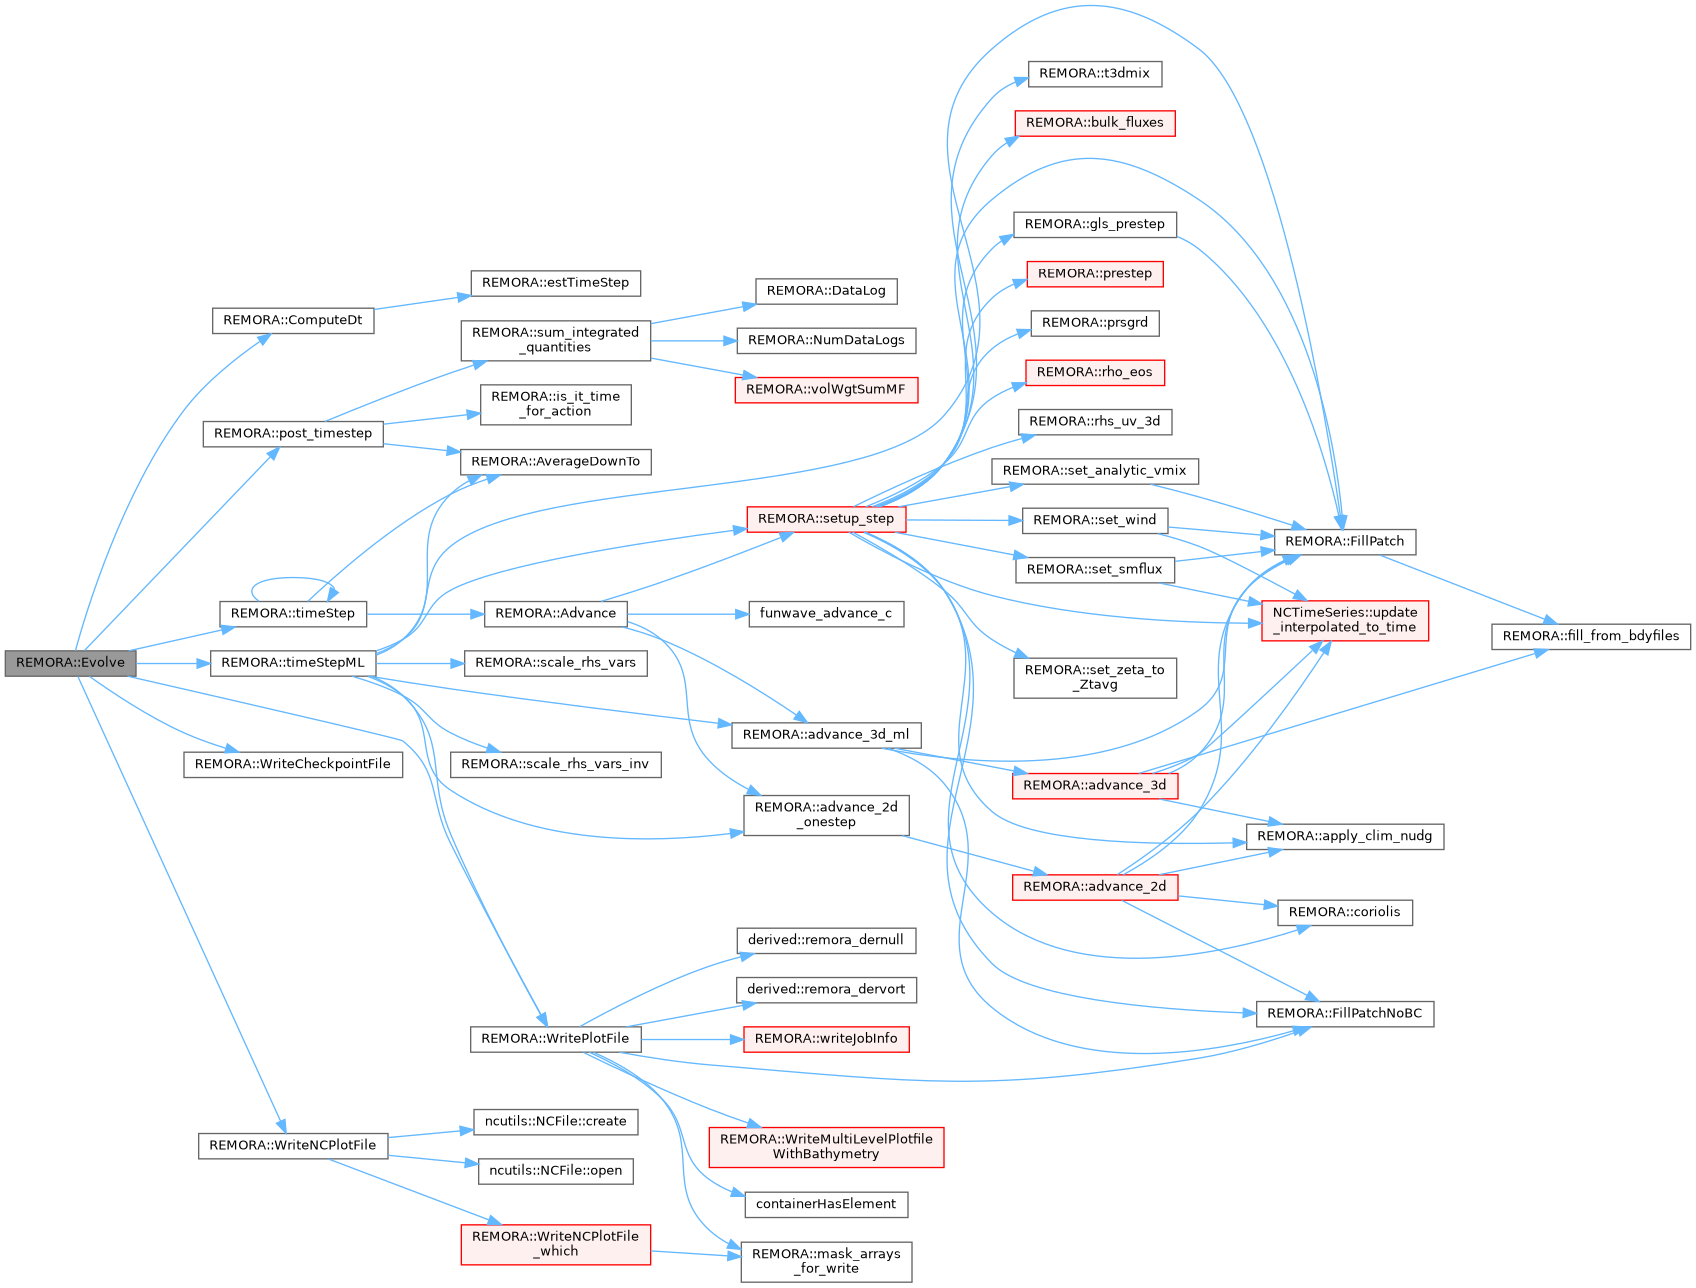 REMORA::Evolve
REMORA::ComputeDt
REMORA::estTimeStep
REMORA::post_timestep
REMORA::sum_integrated
_quantities
REMORA::DataLog
REMORA::NumDataLogs
REMORA::volWgtSumMF
REMORA::is_it_time
_for_action
REMORA::AverageDownTo
REMORA::timeStep
REMORA::Advance
REMORA::setup_step
funwave_advance_c
REMORA::timeStepML
REMORA::scale_rhs_vars
REMORA::scale_rhs_vars_inv
REMORA::advance_3d_ml
REMORA::advance_2d
_onestep
REMORA::WriteCheckpointFile
REMORA::t3dmix
REMORA::bulk_fluxes
REMORA::gls_prestep
REMORA::prestep
REMORA::prsgrd
REMORA::rho_eos
REMORA::rhs_uv_3d
REMORA::set_analytic_vmix
REMORA::set_wind
REMORA::set_smflux
REMORA::set_zeta_to
_Ztavg
REMORA::advance_3d
REMORA::advance_2d
REMORA::FillPatch
NCTimeSeries::update
_interpolated_to_time
REMORA::fill_from_bdyfiles
REMORA::apply_clim_nudg
REMORA::coriolis
REMORA::FillPatchNoBC
REMORA::WritePlotFile
derived::remora_dernull
derived::remora_dervort
REMORA::writeJobInfo
REMORA::WriteMultiLevelPlotfile
WithBathymetry
containerHasElement
REMORA::mask_arrays
_for_write
REMORA::WriteNCPlotFile
ncutils::NCFile::create
ncutils::NCFile::open
REMORA::WriteNCPlotFile
_which